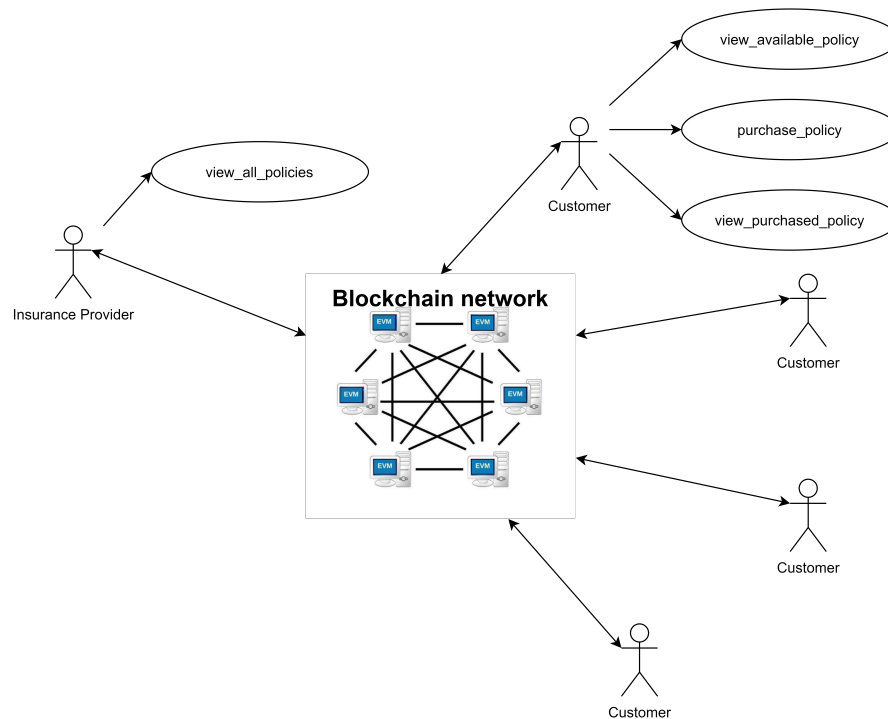 view_available_policy
purchase_policy
view_all_policies
Customer
view_purchased_policy
Insurance Provider
Blockchain network
EVM
EVM
Customer
EVM
EVM
EVM
EVM
Customer
Customer